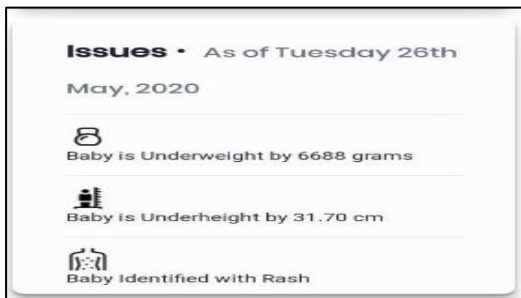 Issues • As of Tuesday 26th
May, 2020
Baby is Underweight by 6688 grams
Baby is Underheight by 31.70 cm
Baby Identified with Rash